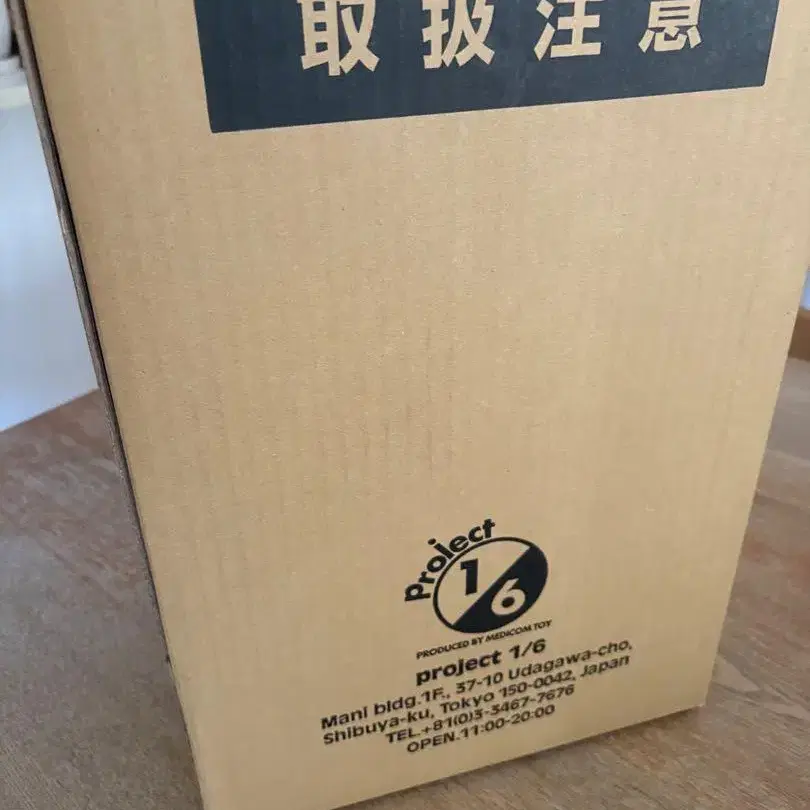 取扱注意
Project
1/6
PRODUCED BY MEDICOM TOY
project 1/6
Mani bldg.1F., 37-10 Udagawa-cho,
Shibuya-ku, Tokyo 150-0042, Japan
TEL.+81(0)3-3467-7676
OPEN.11:00-20:00